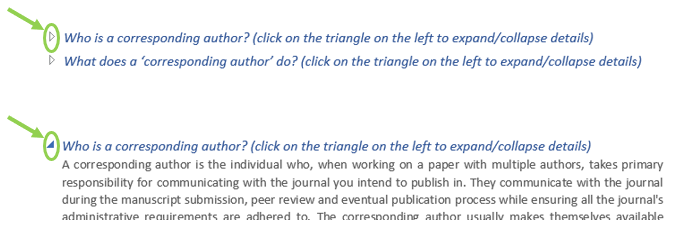 Who is a corresponding author? (click on the triangle on the left to expand/collapse details)
What does a ‘corresponding author’ do? (click on the triangle on the left to expand/collapse details)
Who is a corresponding author? (click on the triangle on the left to expand/collapse details)
A corresponding author is the individual who, when working on a paper with multiple authors, takes primary
responsibility for communicating with the journal you intend to publish in. They communicate with the journal
during the manuscript submission, peer review and eventual publication process while ensuring all the journal's
administrative requirements are adhered to. The corresponding author usually makes themselves available